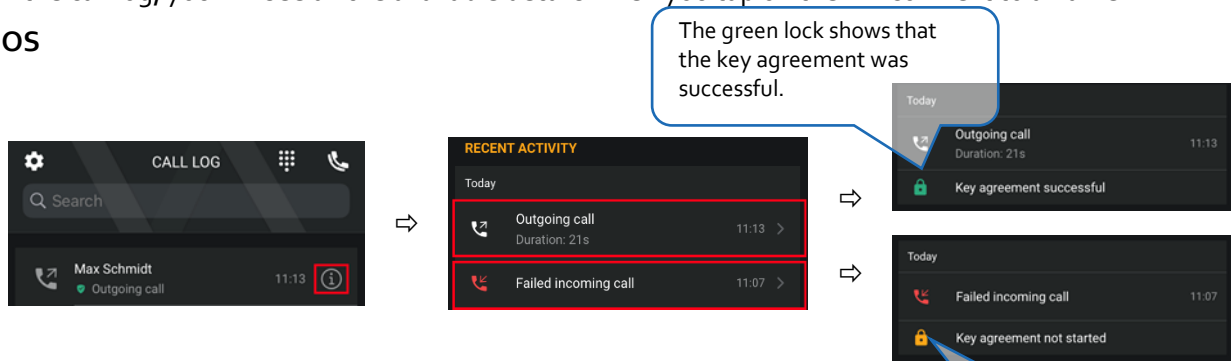 OS
The green lock shows that
the key agreement was
successful.
CALL LOG
Search
Max Schmidt
Outgoing call
11:13
RECENT ACTIVITY
Today
Outgoing call
Duration: 21s
11:13
Failed incoming call
11:07
Today
Outgoing call
Duration: 21s
11:13
Key agreement successful
Today
Failed incoming call
11:07
Key agreement not started